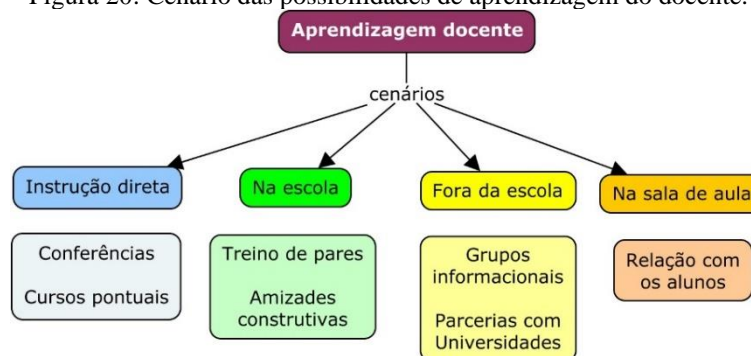 Figura 20: Cenário das possibilidades de aprendizagem do docente.
Aprendizagem docente
cenários
Instrução direta
Na escola
Fora da escola
Na sala de aula
Conferências
Cursos pontuais
Treino de pares
Amizades
construtivas
Grupos
informacionais
Parcerias com
Universidades
Relação com
os alunos